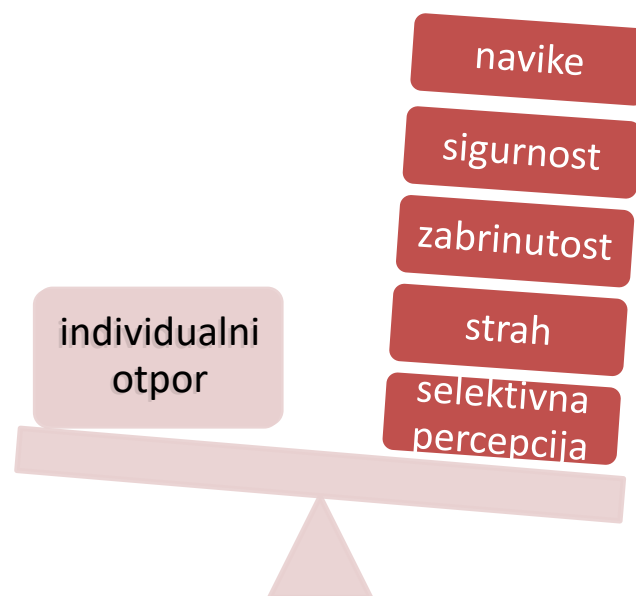 navike
sigurnost
zabrinutost
strah
selektivna
percepcija
individualni
otpor